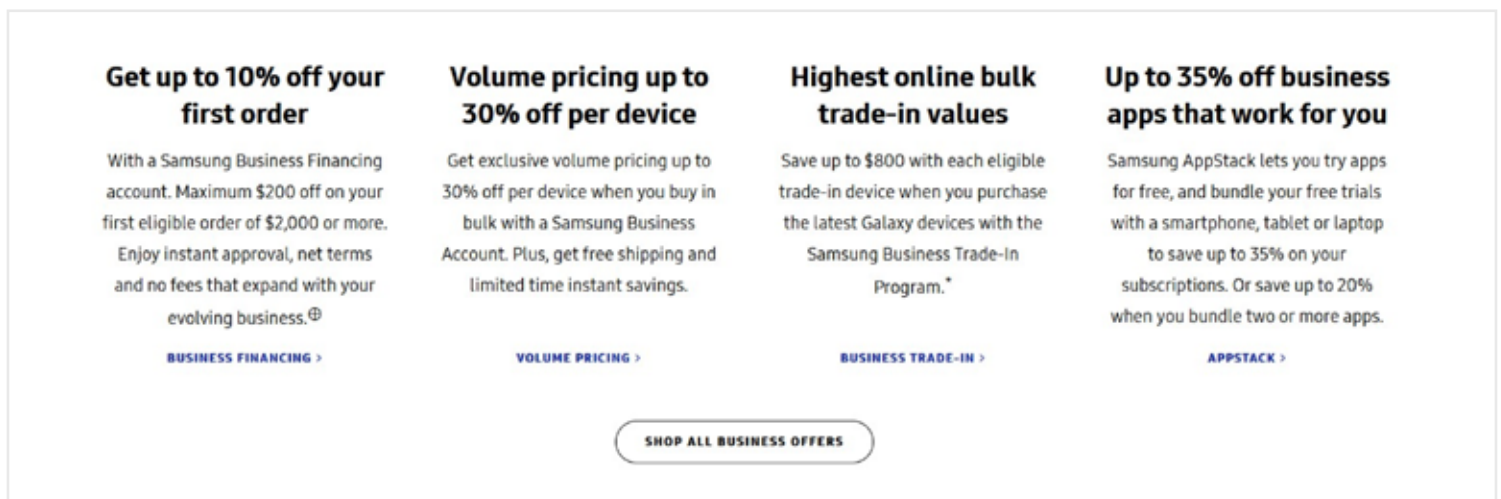 Get up to 10% off your
first order
With a Samsung Business Financing
account. Maximum $200 off on your
first eligible order of $2,000 or more.
Enjoy instant approval, net terms
and no fees that expand with your
evolving business.⊕
BUSINESS FINANCING >
Volume pricing up to
30% off per device
Get exclusive volume pricing up to
30% off per device when you buy in
bulk with a Samsung Business
Account. Plus, get free shipping and
limited time instant savings.
VOLUME PRICING >
Highest online bulk
trade-in values
Save up to $800 with each eligible
trade-in device when you purchase
the latest Galaxy devices with the
Samsung Business Trade-In
Program.*
BUSINESS TRADE-IN >
Up to 35% off business
apps that work for you
Samsung AppStack lets you try apps
for free, and bundle your free trials
with a smartphone, tablet or laptop
to save up to 35% on your
subscriptions. Or save up to 20%
when you bundle two or more apps.
APPSTACK >
SHOP ALL BUSINESS OFFERS